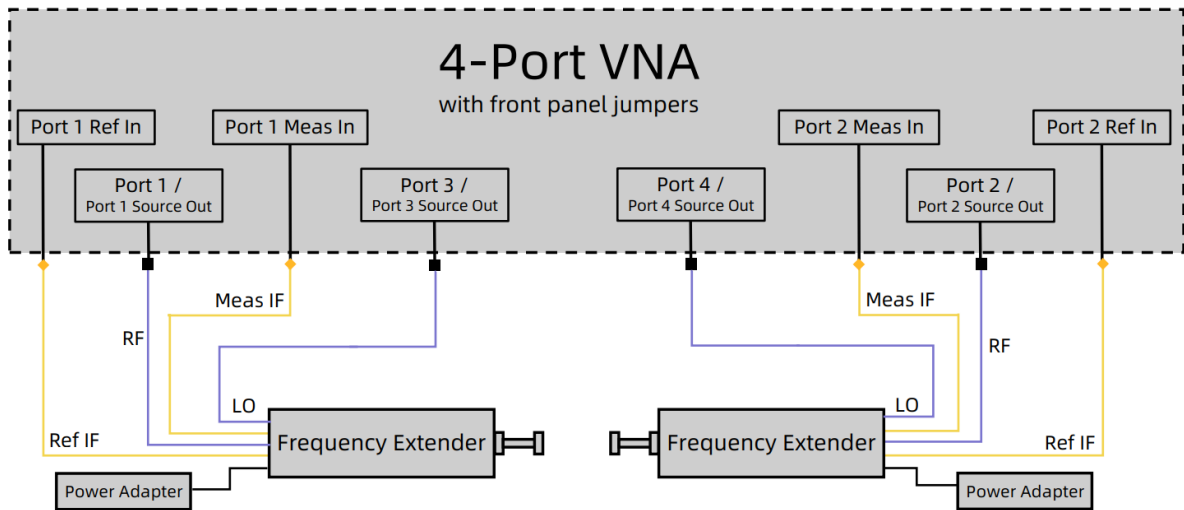 4-Port VNA
with front panel jumpers
Port 1 Ref In
Port 1 Meas In
Port 2 Meas In
Port 2 Ref In
Port 1 /
Port 1 Source Out
Port 3 /
Port 3 Source Out
Port 4 /
Port 4 Source Out
Port 2 /
Port 2 Source Out
Meas IF
Meas IF
RF
RF
LO
LO
Ref IF
Frequency Extender
Frequency Extender
Ref IF
Power Adapter
Power Adapter